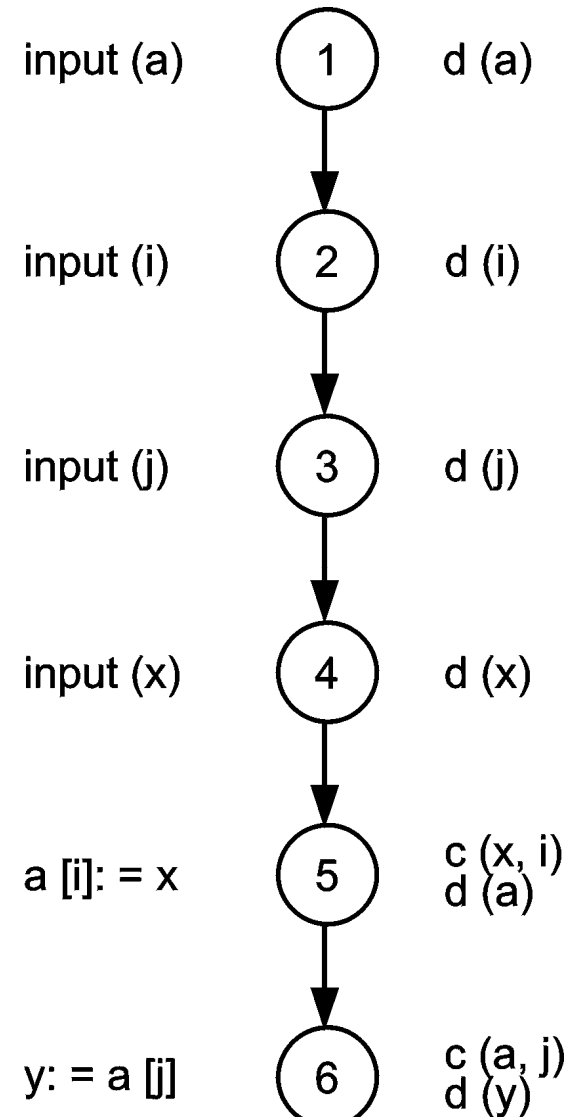 input (a) 1 d (a)
input (i) 2 d (i)
input (j) 3 d (j)
input (x) 4 d (x)
a [i]: = x 5 c (x, i)
d (a)
y: = a [j] 6 c (a, j)
d (y)